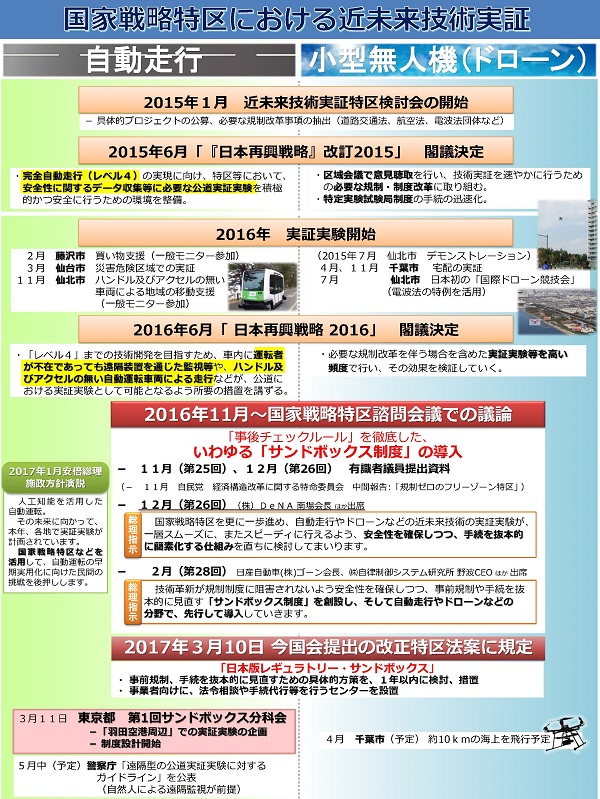 国家戦略特区における近未来技術実証
自動走行
小型無人機(ドローン)
2015年１月　近未来技術実証特区検討会の開始
− 具体的プロジェクトの公募、必要な規制改革事項の抽出（道路交通法、航空法、電波法団体など）
2015年６月「『日本再興戦略』改訂2015」　閣議決定
・完全自動走行（レベル４）の実現に向け、特区等において、
安全性に関するデータ収集等に必要な公道実証実験を積極
的かつ安全に行うための環境を整備。
・区域会議で意見聴取を行い、技術実証を速やかに行うため
の必要な規制・制度改革に取り組む。
・特定実験試験局制度の手続の迅速化。
2016年　実証実験開始
２月　藤沢市　買い物支援（一般モニター参加）
３月　仙台市　災害危険区域での実証
１１月　仙北市　ハンドル及びアクセルの無い
車両による地域の移動支援
（一般モニター参加）
（2015年７月　仙北市　デモンストレーション）
４月、１１月　千葉市　宅配の実証
７月　仙北市　日本初の「国際ドローン競技会」
（電波法の特例を活用）
2016年６月「 日本再興戦略 2016」　閣議決定
・「レベル４」までの技術開発を目指すため、車内に運転者
が不在であっても遠隔装置を通じた監視等や、ハンドル及
びアクセルの無い自動運転車両による走行などが、公道に
おける実証実験として可能となるよう所要の措置を講ずる。
・必要な規制改革を伴う場合を含めた実証実験等を高い
頻度で行い、その効果を検証していく。
2016年11月～国家戦略特区諮問会議での議論
「事後チェックルール」を徹底した、
いわゆる「サンドボックス制度」の導入
− １１月（第25回）、１２月（第26回）　有識者議員提出資料
（− １１月　自民党　経済構造改革に関する特命委員会　中間報告：「規制ゼロのフリーゾーン特区」）
− １２月（第26回）（株）ＤｅＮＡ 南場会長 ほか出席
総理指示
国家戦略特区を更に一歩進め、自動走行やドローンなどの近未来技術の実証実験が、
一層スムーズに、またスピーディに行えるよう、安全性を確保しつつ、手続を抜本的
に簡素化する仕組みを直ちに検討してまいります。
− ２月（第28回）日産自動車(株)ゴーン会長、㈱自律制御システム研究所 野波CEO ほか 出席
総理指示
技術革新が規制制度に阻害されないよう安全性を確保しつつ、事前規制や手続を抜
本的に見直す「サンドボックス制度」を創設し、そして自動走行やドローンなどの
分野で、先行して導入していきます。
2017年１月安倍総理
施政方針演説
人工知能を活用した
自動運転。
その未来に向かって、
本年、各地で実証実験が
計画されています。
国家戦略特区などを
活用して、自動運転の早
期実用化に向けた民間の
挑戦を後押しします。
2017年３月10日 今国会提出の改正特区法案に規定
「日本版レギュラトリー・サンドボックス」
・ 事前規制、手続を抜本的に見直すための具体的方策を、１年以内に検討、措置
・ 事業者向けに、法令相談や手続代行等を行うセンターを設置
３月１１日　東京都　第１回サンドボックス分科会
−「羽田空港周辺」での実証実験の企画
− 制度設計開始
５月中（予定）警察庁「遠隔型の公道実証実験に対する
ガイドライン」を公表
（自然人による遠隔監視が前提）
４月　千葉市（予定）約10ｋｍの海上を飛行予定